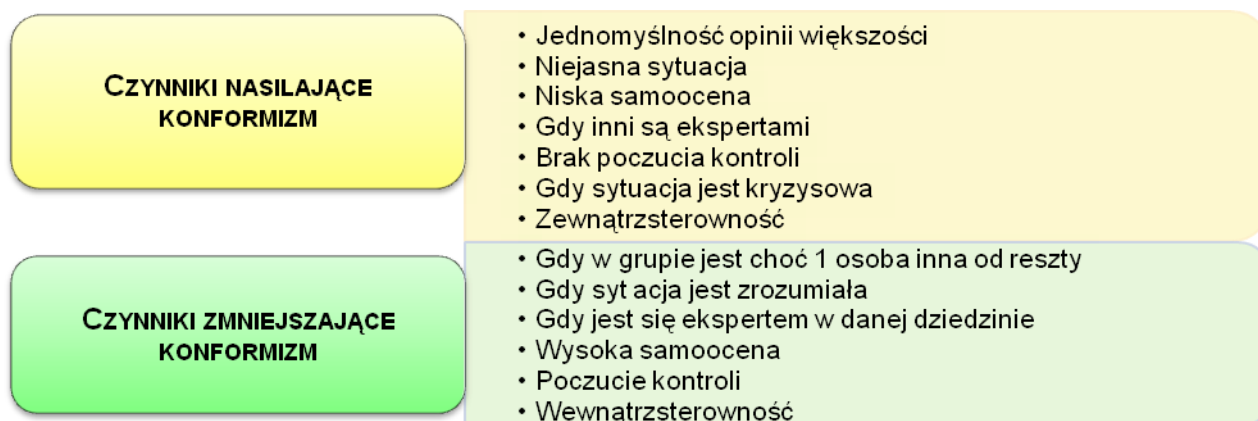 CZYNNIKI NASILAJĄCE
KONFORMIZM
• Jednomyślność opinii większości
• Niejasna sytuacja
• Niska samoocena
• Gdy inni są ekspertami
• Brak poczucia kontroli
• Gdy sytuacja jest kryzysowa
• Zewnątrzsterowność
CZYNNIKI ZMNIEJSZAJĄCE
KONFORMIZM
• Gdy w grupie jest choć 1 osoba inna od reszty
• Gdy syt acja jest zrozumiała
• Gdy jest się ekspertem w danej dziedzinie
• Wysoka samoocena
• Poczucie kontroli
• Wewnatrzsterowność